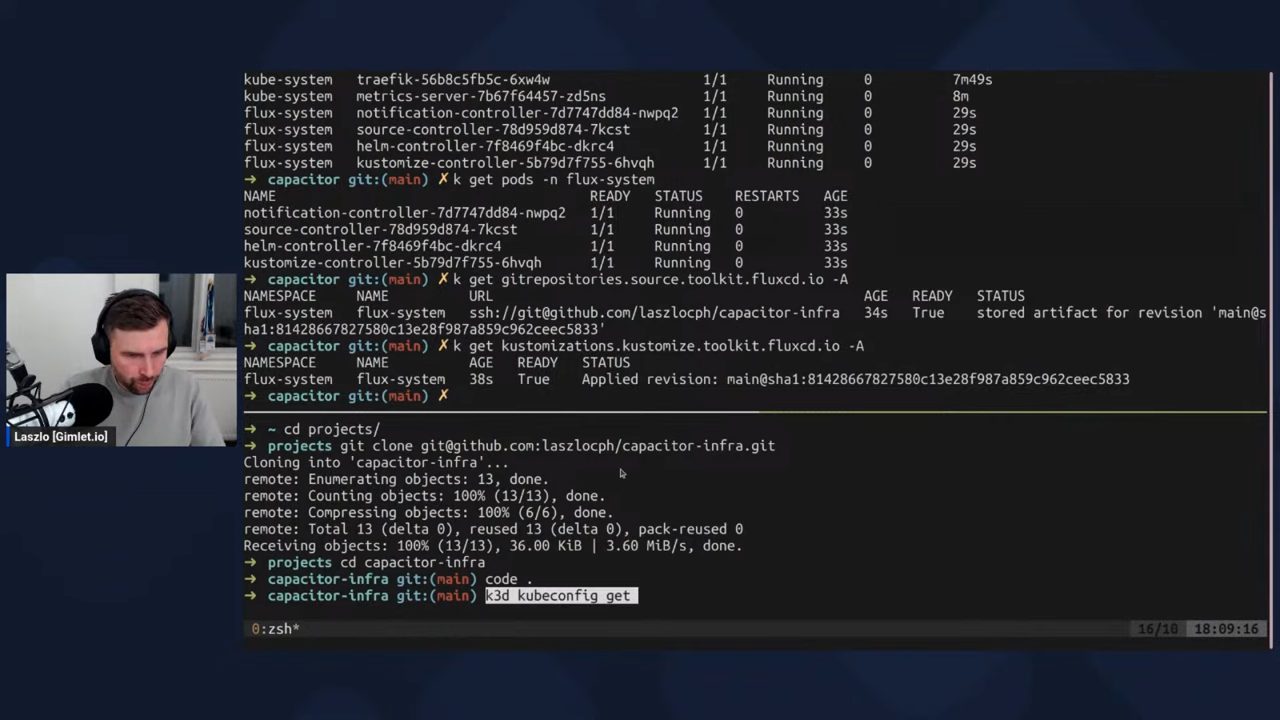 kube-system traefik-56b8c5fb5c-6xw4w 1/1 Running 0 7m49s
kube-system metrics-server-7b67f64457-zd5ns 1/1 Running 0 8m
flux-system notification-controller-7d7747dd84-nwpq2 1/1 Running 0 29s
flux-system source-controller-78d959d874-7kcst 1/1 Running 0 29s
flux-system helm-controller-7f8469f4bc-dkrc4 1/1 Running 0 29s
flux-system kustomize-controller-5b79d7f755-6hvqh 1/1 Running 0 29s
➜ capacitor git:(main) ✗ k get pods -n flux-system
NAME READY STATUS RESTARTS AGE
notification-controller-7d7747dd84-nwpq2 1/1 Running 0 33s
source-controller-78d959d874-7kcst 1/1 Running 0 33s
helm-controller-7f8469f4bc-dkrc4 1/1 Running 0 33s
kustomize-controller-5b79d7f755-6hvqh 1/1 Running 0 33s
➜ capacitor git:(main) ✗ k get gitrepositories.source.toolkit.fluxcd.io -A
NAMESPACE NAME URL AGE READY STATUS
flux-system flux-system ssh://git@github.com/laszlocph/capacitor-infra 34s True stored artifact for revision 'main@s
ha1:81428667827580c13e28f987a859c962ceec5833'
➜ capacitor git:(main) ✗ k get kustomizations.kustomize.toolkit.fluxcd.io -A
NAMESPACE NAME AGE READY STATUS
flux-system flux-system 38s True Applied revision: main@sha1:81428667827580c13e28f987a859c962ceec5833
➜ capacitor git:(main) ✗
➜ ~ cd projects/
➜ projects git clone git@github.com:laszlocph/capacitor-infra.git
Cloning into 'capacitor-infra'...
remote: Enumerating objects: 13, done.
remote: Counting objects: 100% (13/13), done.
remote: Compressing objects: 100% (6/6), done.
remote: Total 13 (delta 0), reused 13 (delta 0), pack-reused 0
Receiving objects: 100% (13/13), 36.00 KiB | 3.60 MiB/s, done.
➜ projects cd capacitor-infra
➜ capacitor-infra git:(main) code .
➜ capacitor-infra git:(main) k3d kubeconfig get
0:zsh* 16/10 18:09:16
Laszlo [Gimlet.io]